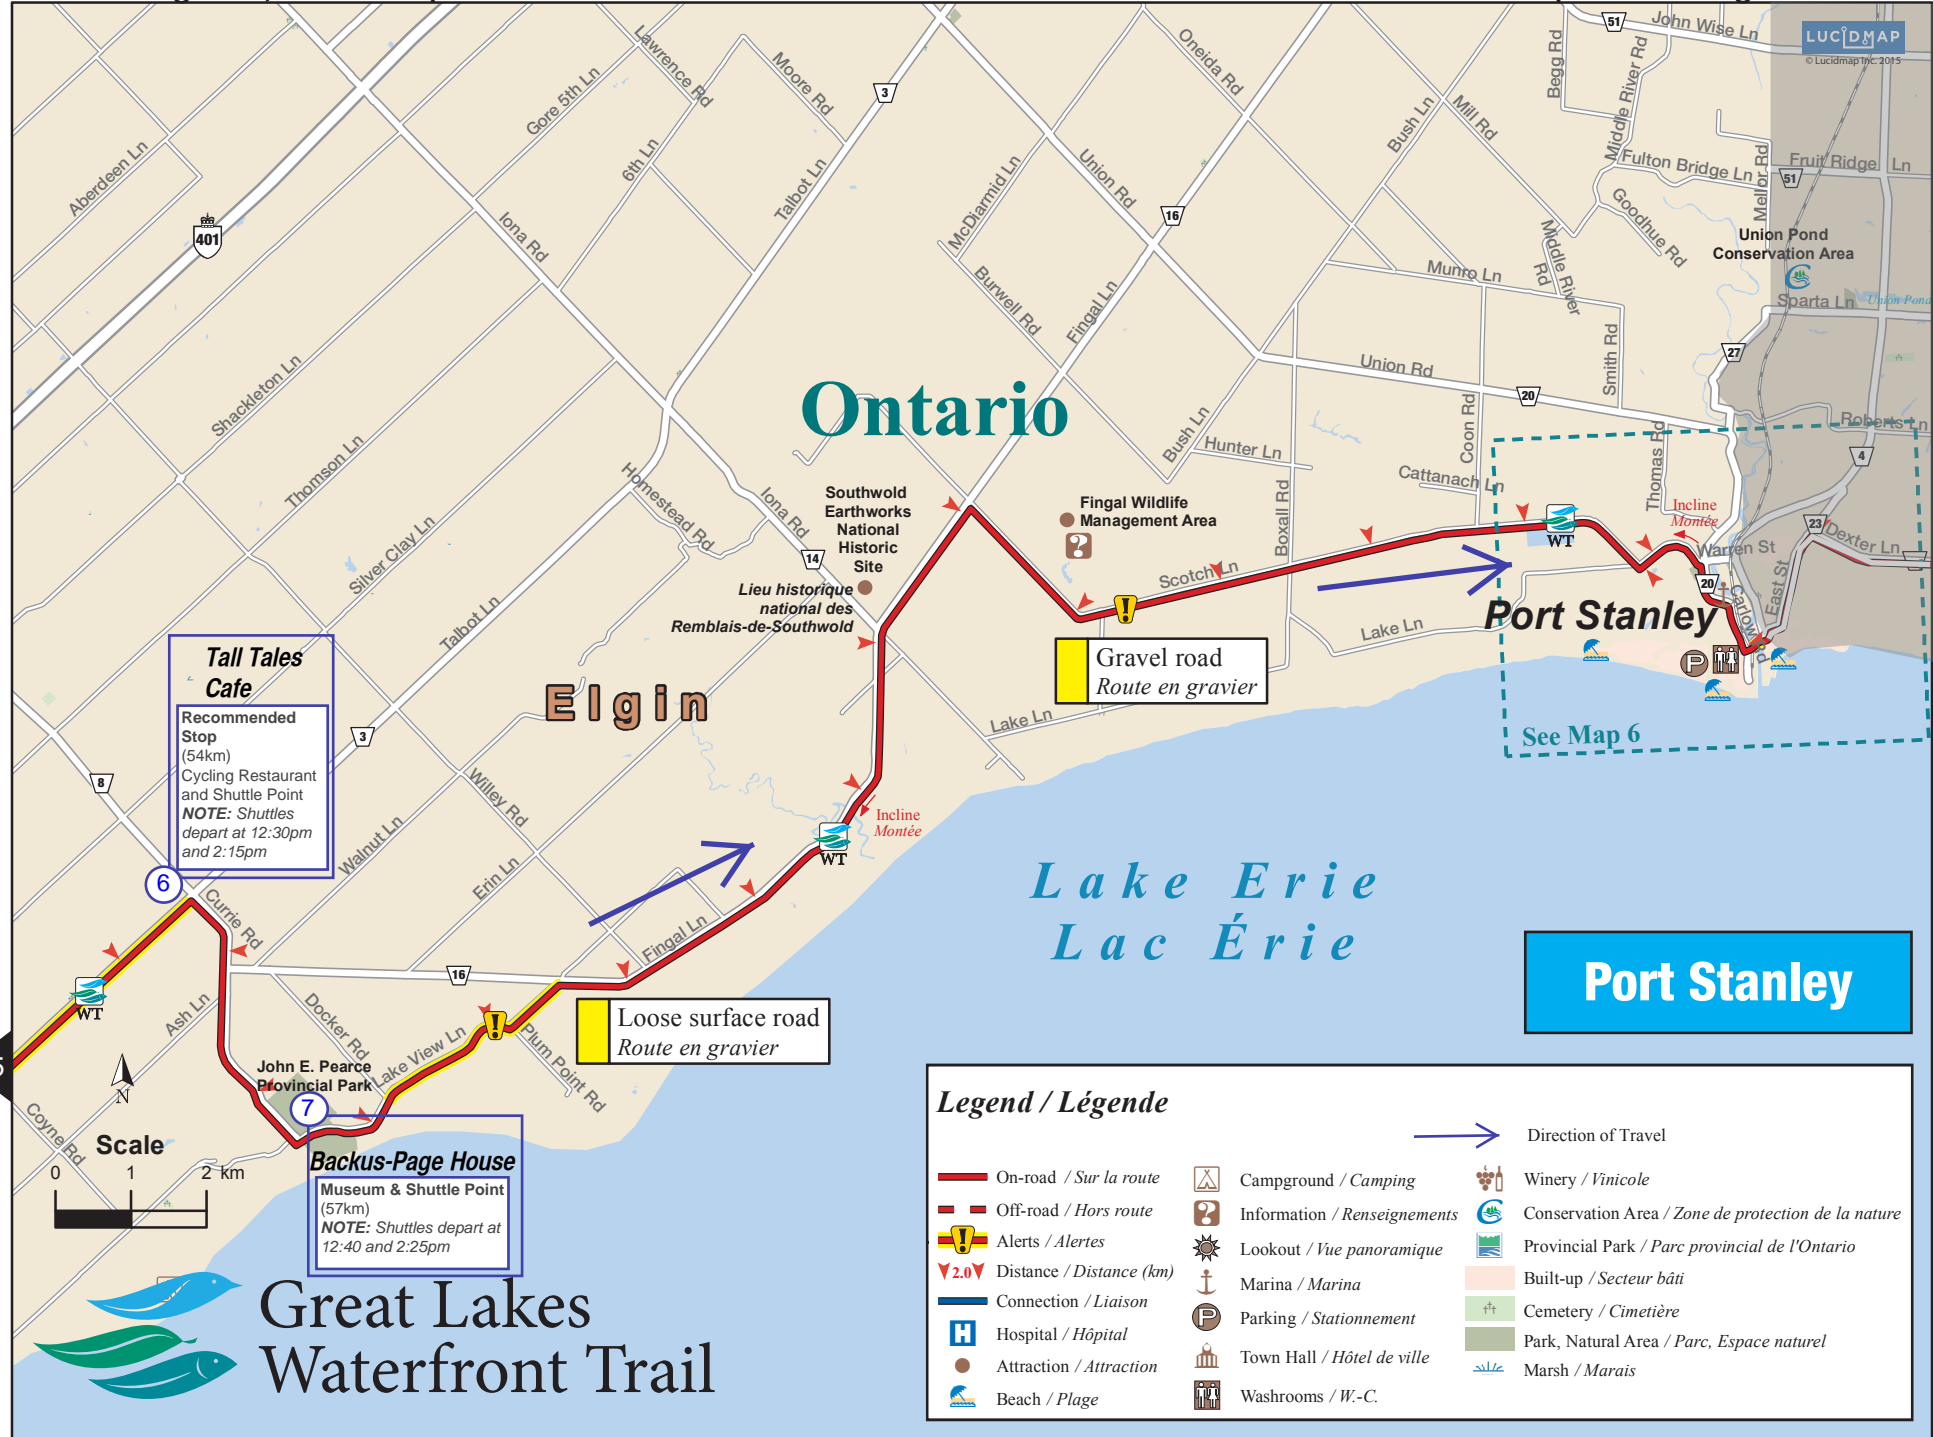 51
John Wise Ln
LUCIDMAP
© Lucidmap Inc. 2015
Lawrence Rd
Moore Rd
Gore 5th Ln
3
Oneida Rd
Begg Rd
Middle River Rd
Bush Ln
Mill Rd
Aberdeen Ln
6th Ln
Talbot Ln
McDiarmid Ln
Union Rd
Fulton Bridge Ln
Mellor Rd
Fruit Ridge Ln
51
401
Iona Rd
16
Goodhue Rd
Middle River
Rd
Union Pond
Conservation Area
Munro Ln
Sparta Ln
Union Pond
Burwell Rd
Fingal Ln
27
Smith Rd
Union Rd
20
Shackleton Ln
Ontario
Roberts Ln
Thomson Ln
Bush Ln
Hunter Ln
Coon Rd
Thomas Rd
4
Cattanach Ln
Homestead Rd
Iona Rd
Southwold
Earthworks
National
Historic
Site
Fingal Wildlife
Management Area
Boxall Rd
Incline
Montée
23
Dexter Ln
Silver Clay Ln
14
WT
Warren St
Lieu historique
national des
Remblais-de-Southwold
Scotch Ln
20
East St
Carlow Rd
Port Stanley
Talbot Ln
Lake Ln
Gravel road
Route en gravier
P
Tall Tales
Cafe
Elgin
Lake Ln
See Map 6
Recommended
Stop
(54km)
Cycling Restaurant
and Shuttle Point
NOTE: Shuttles
depart at 12:30pm
and 2:15pm
3
8
Willey Rd
Walnut Ln
Incline
Montée
WT
Erin Ln
6
Lake Erie
Lac Érie
Currie Rd
Fingal Ln
16
Port Stanley
WT
Ash Ln
Docker Rd
Lake View Ln
Plum Point Rd
Loose surface road
Route en gravier
5
N
John E. Pearce
Provincial Park
7
Coyne Rd
Scale
0 1 2 km
Backus-Page House
Museum & Shuttle Point
(57km)
NOTE: Shuttles depart at
12:40 and 2:25pm
Great Lakes
Waterfront Trail
Legend / Légende
Direction of Travel
On-road / Sur la route
Off-road / Hors route
Alerts / Alertes
2.0 Distance / Distance (km)
Connection / Liaison
H Hospital / Hôpital
Attraction / Attraction
Beach / Plage
Campground / Camping
? Information / Renseignements
Lookout / Vue panoramique
Marina / Marina
P Parking / Stationnement
Town Hall / Hôtel de ville
Washrooms / W.-C.
Winery / Vinicole
Conservation Area / Zone de protection de la nature
Provincial Park / Parc provincial de l'Ontario
Built-up / Secteur bâti
Cemetery / Cimetière
Park, Natural Area / Parc, Espace naturel
Marsh / Marais